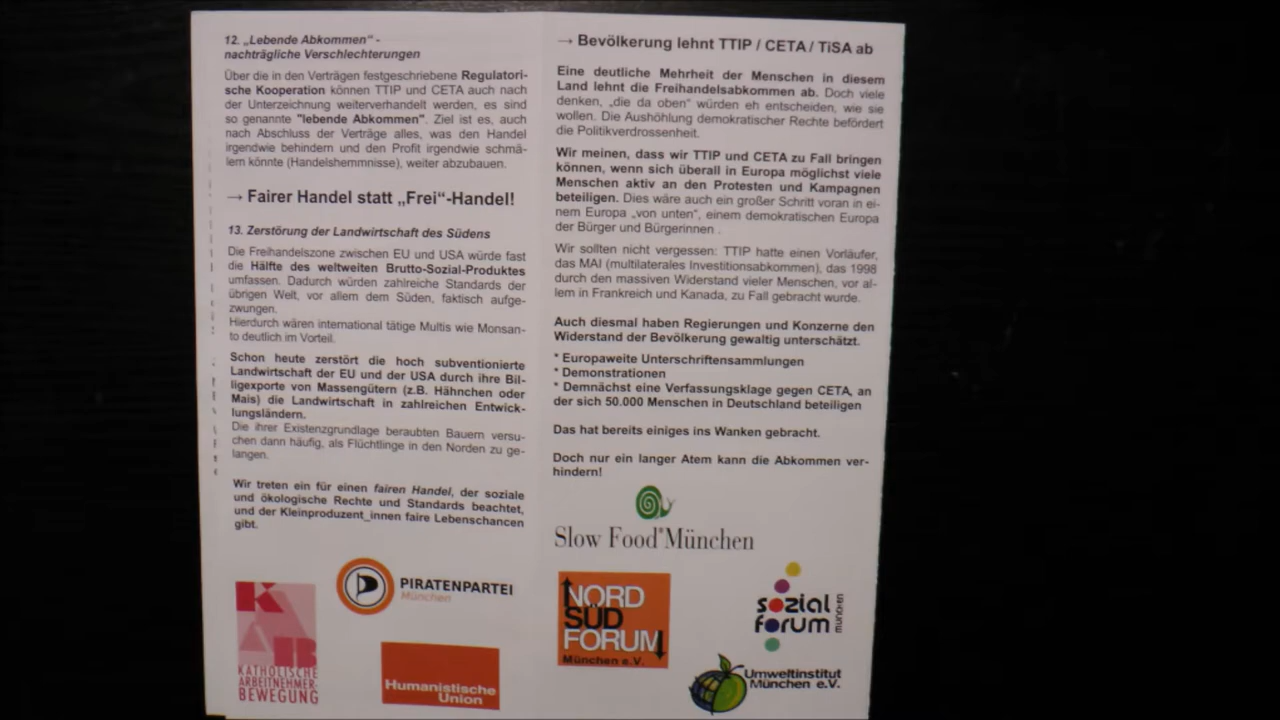 12. „Lebende Abkommen“ -
nachträgliche Verschlechterungen
Über die in den Verträgen festgeschriebene Regulatori-
sche Kooperation können TTIP und CETA auch nach
der Unterzeichnung weiterverhandelt werden, es sind
so genannte "lebende Abkommen". Ziel ist es, auch
nach Abschluss der Verträge alles, was den Handel
irgendwie behindern und den Profit irgendwie schmä-
lern könnte (Handelshemmnisse), weiter abzubauen.
→ Fairer Handel statt „Frei“-Handel!
13. Zerstörung der Landwirtschaft des Südens
Die Freihandelszone zwischen EU und USA würde fast
die Hälfte des weltweiten Brutto-Sozial-Produktes
umfassen. Dadurch würden zahlreiche Standards der
übrigen Welt, vor allem dem Süden, faktisch aufge-
zwungen.
Hierdurch wären international tätige Multis wie Monsan-
to deutlich im Vorteil.
Schon heute zerstört die hoch subventionierte
Landwirtschaft der EU und der USA durch ihre Bil-
ligexporte von Massengütern (z.B. Hähnchen oder
Mais) die Landwirtschaft in zahlreichen Entwick-
lungsländern.
Die ihrer Existenzgrundlage beraubten Bauern versu-
chen dann häufig, als Flüchtlinge in den Norden zu ge-
langen.
Wir treten ein für einen fairen Handel, der soziale
und ökologische Rechte und Standards beachtet,
und der Kleinproduzent_innen faire Lebenschancen
gibt.
KAB
KATHOLISCHE
ARBEITNEHMER-
BEWEGUNG
PIRATENPARTEI
München
Humanistische
Union
→ Bevölkerung lehnt TTIP / CETA / TiSA ab
Eine deutliche Mehrheit der Menschen in diesem
Land lehnt die Freihandelsabkommen ab. Doch viele
denken, „die da oben“ würden eh entscheiden, wie sie
wollen. Die Aushöhlung demokratischer Rechte befördert
die Politikverdrossenheit.
Wir meinen, dass wir TTIP und CETA zu Fall bringen
können, wenn sich überall in Europa möglichst viele
Menschen aktiv an den Protesten und Kampagnen
beteiligen. Dies wäre auch ein großer Schritt voran in ei-
nem Europa „von unten“, einem demokratischen Europa
der Bürger und Bürgerinnen .
Wir sollten nicht vergessen: TTIP hatte einen Vorläufer,
das MAI (multilaterales Investitionsabkommen), das 1998
durch den massiven Widerstand vieler Menschen, vor al-
lem in Frankreich und Kanada, zu Fall gebracht wurde.
Auch diesmal haben Regierungen und Konzerne den
Widerstand der Bevölkerung gewaltig unterschätzt.
* Europaweite Unterschriftensammlungen
* Demonstrationen
* Demnächst eine Verfassungsklage gegen CETA, an
der sich 50.000 Menschen in Deutschland beteiligen
Das hat bereits einiges ins Wanken gebracht.
Doch nur ein langer Atem kann die Abkommen ver-
hindern!
Slow Food® München
NORD
SÜD
FORUM
München e.V.
sozial
forum
MÜNCHEN
Umweltinstitut
München e.V.